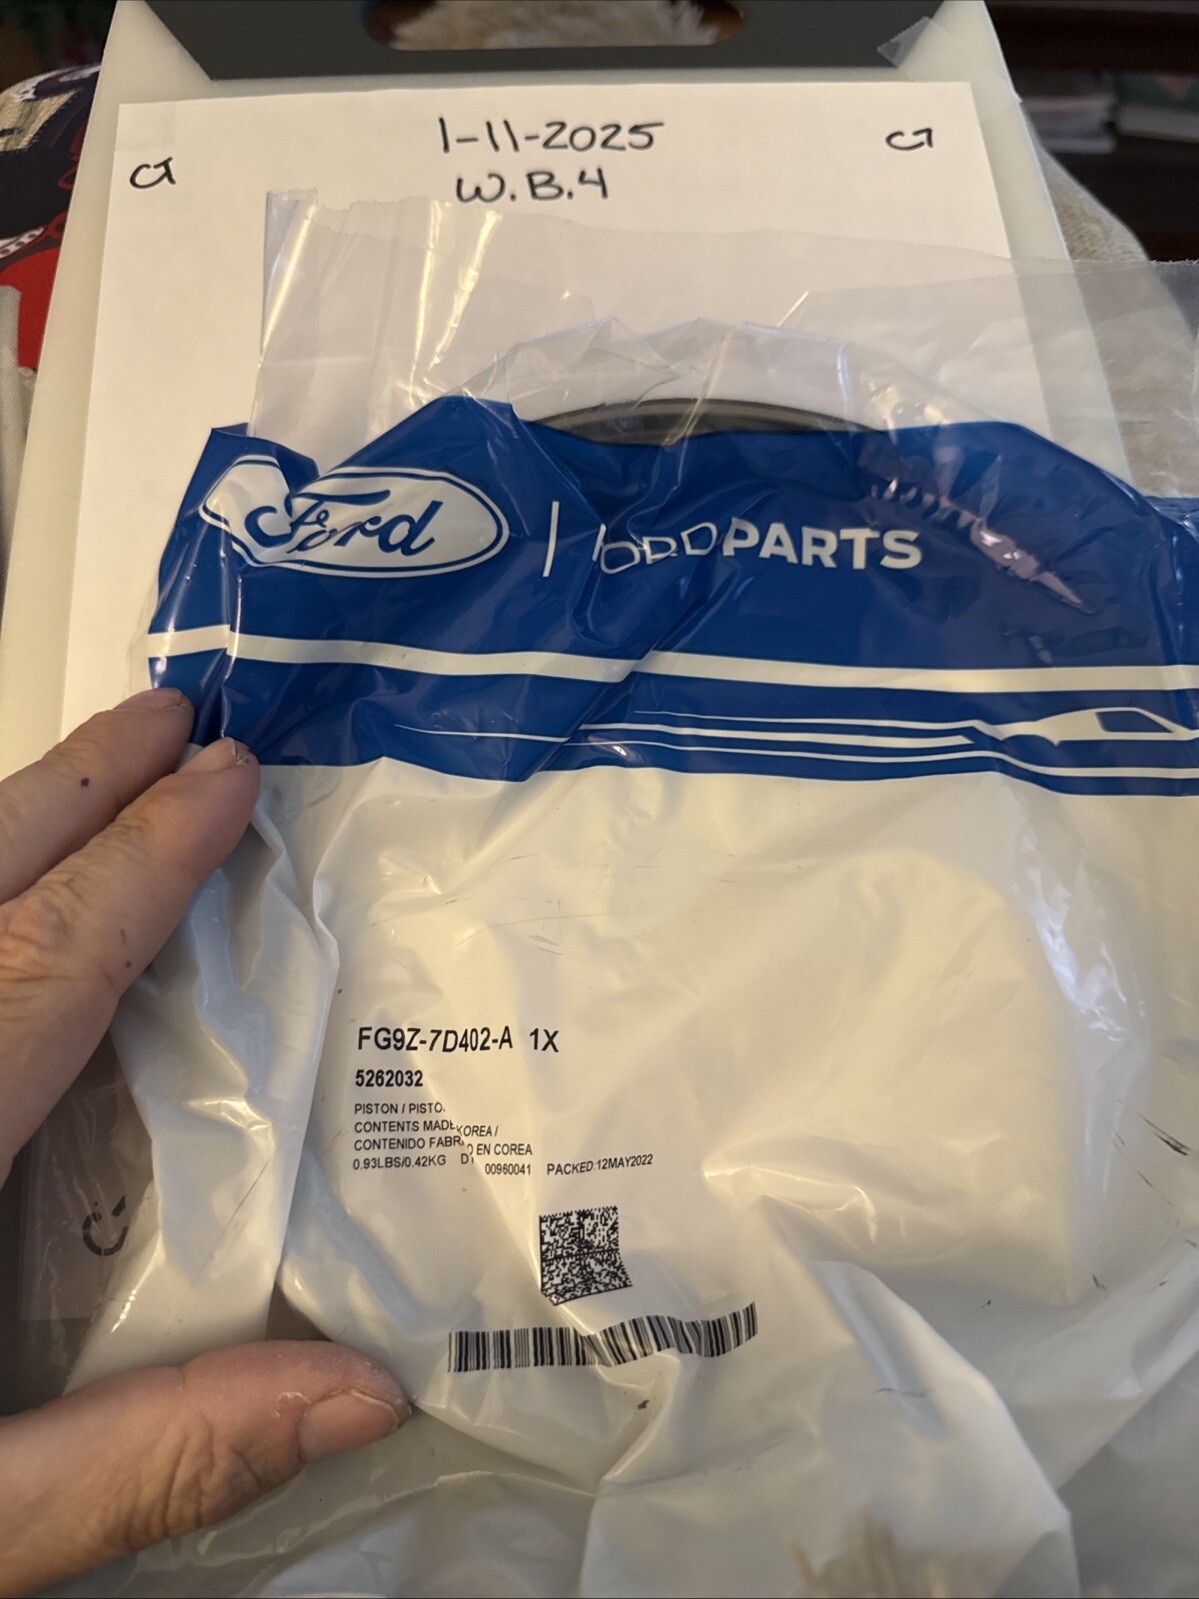 1-11-2025
W.B.4
Ford | PARTS
FG9Z-7D402-A 1X
5262032
PISTON / PISTO
CONTENTS MADE KOREA /
CONTENIDO FABR O EN COREA
0.93LBS/0.42KG 00960041 PACKED:12MAY2022